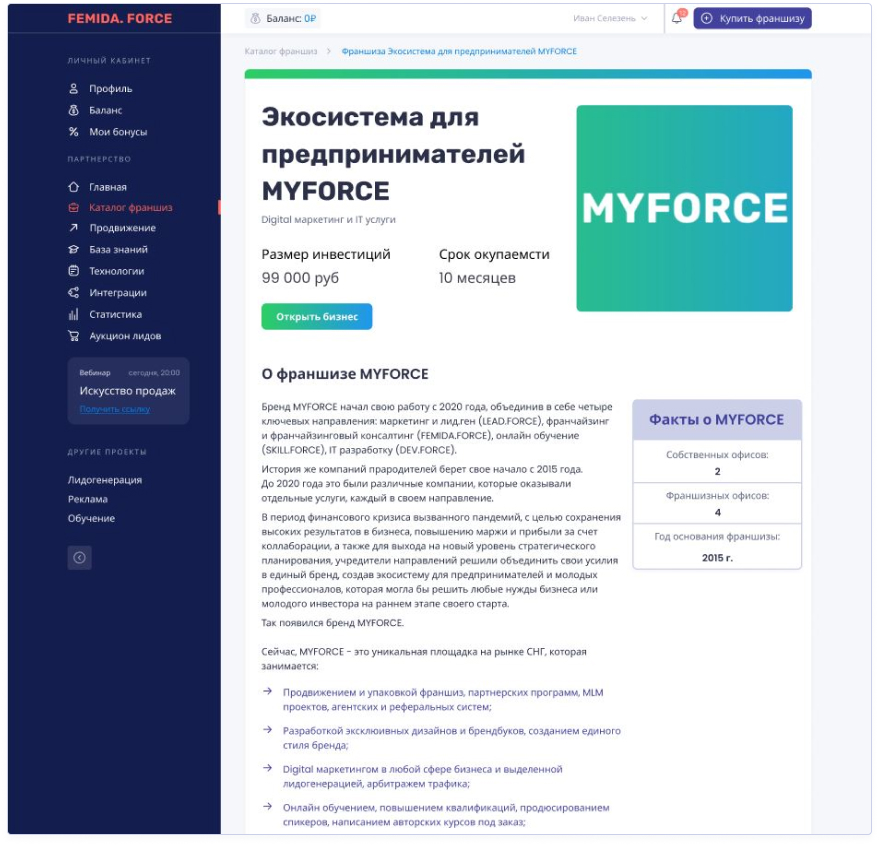 FEMIDA. FORCE
ЛИЧНЫЙ КАБИНЕТ
Профиль
Баланс
Мои бонусы
ПАРТНЕРСТВО
Главная
Каталог франшиз
Продвижение
База знаний
Технологии
Интеграции
Статистика
Аукцион лидов
Вебинар сегодня, 20:00
Искусство продаж
Получить ссылку
ДРУГИЕ ПРОЕКТЫ
Лидогенерация
Реклама
Обучение
Баланс: 0₽
Иван Селезень
Купить франшизу
Каталог франшиз > Франшиза Экосистема для предпринимателей MYFORCE
Экосистема для
предпринимателей
MYFORCE
Digital маркетинг и IT услуги
Размер инвестиций
99 000 руб
Срок окупаемсти
10 месяцев
Открыть бизнес
MYFORCE
О франшизе MYFORCE
Бренд MYFORCE начал свою работу с 2020 года, объединив в себе четыре
ключевых направления: маркетинг и лид.ген (LEAD.FORCE), франчайзинг
и франчайзинговый консалтинг (FEMIDA.FORCE), онлайн обучение
(SKILL.FORCE), IT разработку (DEV.FORCE).
История же компаний прародителей берет свое начало с 2015 года.
До 2020 года это были различные компании, которые оказывали
отдельные услуги, каждый в своем направление.
В период финансового кризиса вызванного пандемий, с целью сохранения
высоких результатов в бизнеса, повышению маржи и прибыли за счет
коллаборации, а также для выхода на новый уровень стратегического
планирования, учредители направлений решили объединить свои усилия
в единый бренд, создав экосистему для предпринимателей и молодых
профессионалов, которая могла бы решить любые нужды бизнеса или
молодого инвестора на раннем этапе своего старта.
Так появился бренд MYFORCE.
Сейчас, MYFORCE - это уникальная площадка на рынке СНГ, которая
занимается:
→ Продвижением и упаковкой франшиз, партнерских программ, MLM
проектов, агентских и реферальных систем;
→ Разработкой эксклюивных дизайнов и брендбуков, созданием единого
стиля бренда;
→ Digital маркетингом в любой сфере бизнеса и выделенной
лидогенерацией, арбитражем трафика;
→ Онлайн обучением, повышением квалификаций, продюсированием
спикеров, написанием авторских курсов под заказ;
Факты о MYFORCE
Собственных офисов:
2
Франшизных офисов:
4
Год основания франшизы:
2015 г.